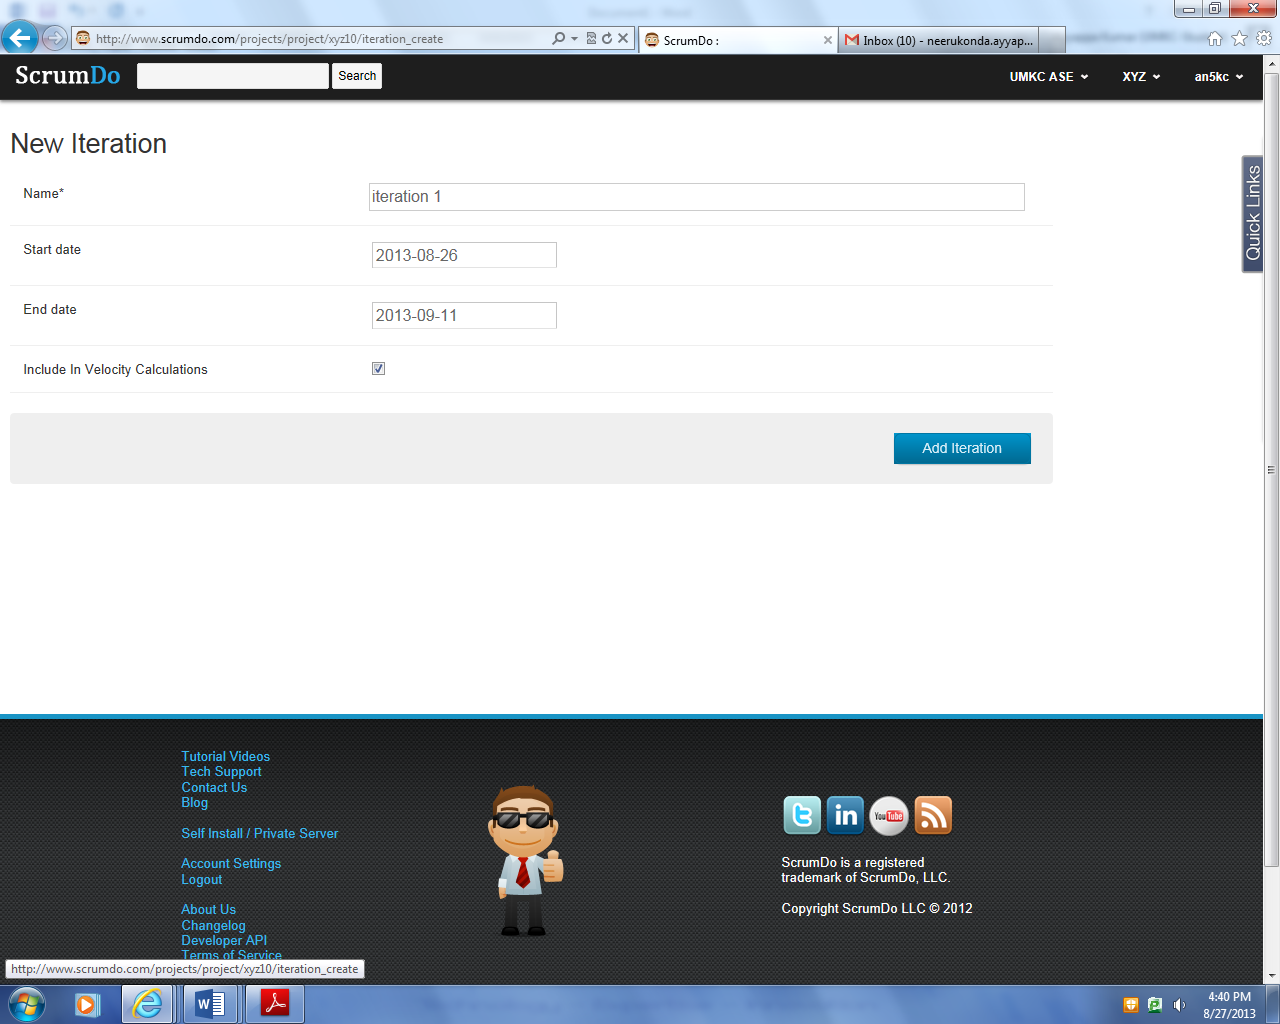 http://www.scrumdo.com/projects/project/xyz10/iteration_create
ScrumDo :
Inbox (10) - neerukonda.ayyap...
ScrumDo
Search
UMKC ASE
XYZ
an5kc
New Iteration
Quick Links
Name*
iteration 1
Start date
2013-08-26
End date
2013-09-11
Include In Velocity Calculations
Add Iteration
Tutorial Videos
Tech Support
Contact Us
Blog
Self Install / Private Server
Account Settings
Logout
About Us
Changelog
Developer API
Terms of Service
in
You Tube
ScrumDo is a registered
trademark of ScrumDo, LLC.
Copyright ScrumDo LLC © 2012
http://www.scrumdo.com/projects/project/xyz10/iteration_create
4:40 PM
8/27/2013